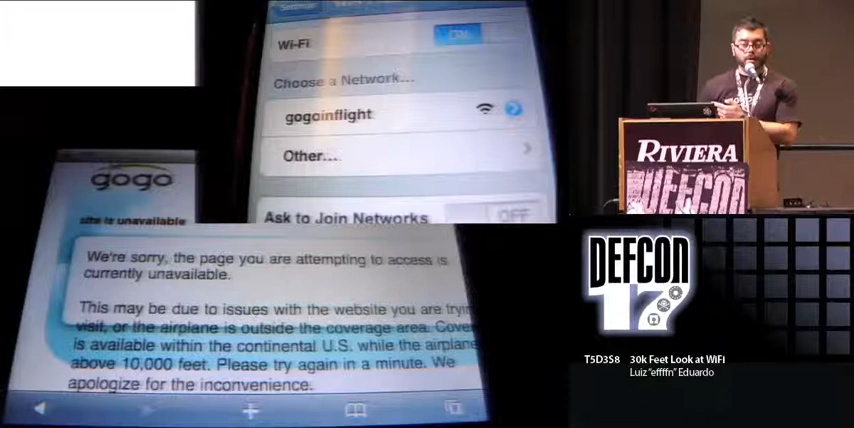 Settings
Wi-Fi
ON
Choose a Network...
gogoinflight
Other...
Ask to Join Networks
OFF
gogo
site is unavailable
We're sorry, the page you are attempting to access is
currently unavailable.
This may be due to issues with the website you are tryin
visit, or the airplane is outside the coverage area. Cover
is available within the continental U.S. while the airplane
above 10,000 feet. Please try again in a minute. We
apologize for the inconvenience.
RIVIERA
DEFCON
DEFCON
17
T5D3S8 30k Feet Look at WiFi
Luiz "effffn" Eduardo